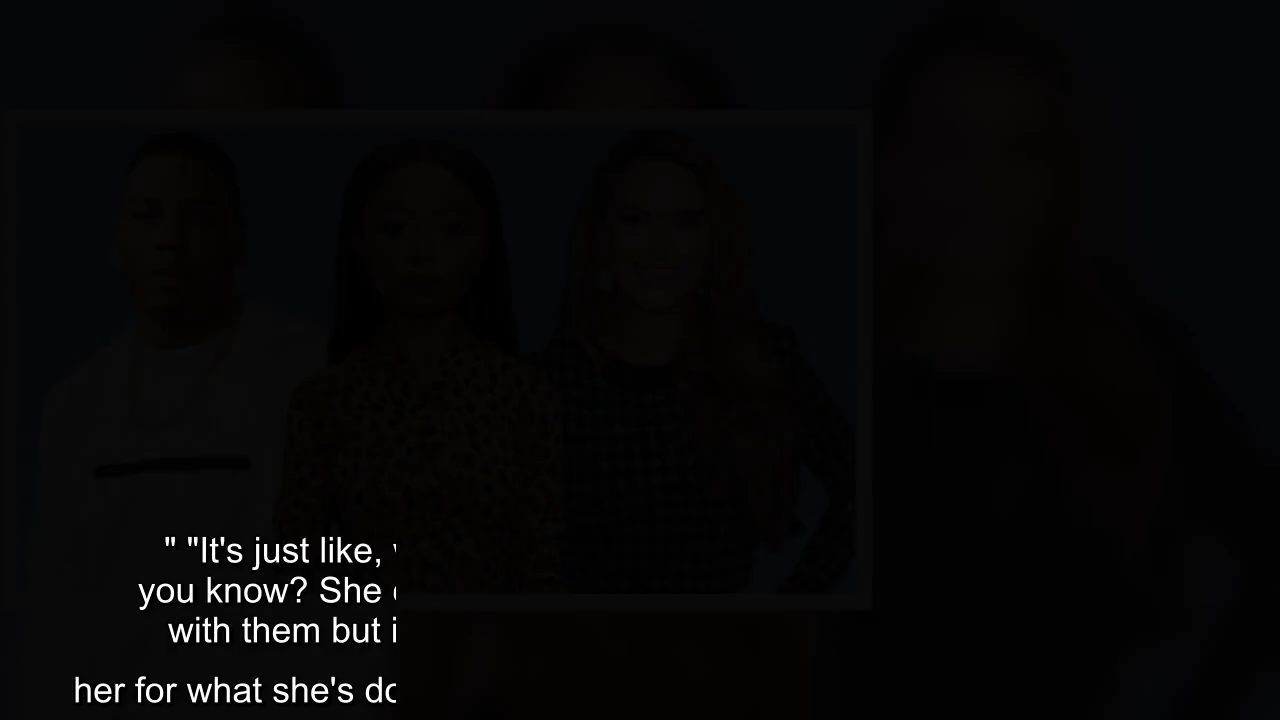 " "It's just like,
you know? She
with them but
her for what she's